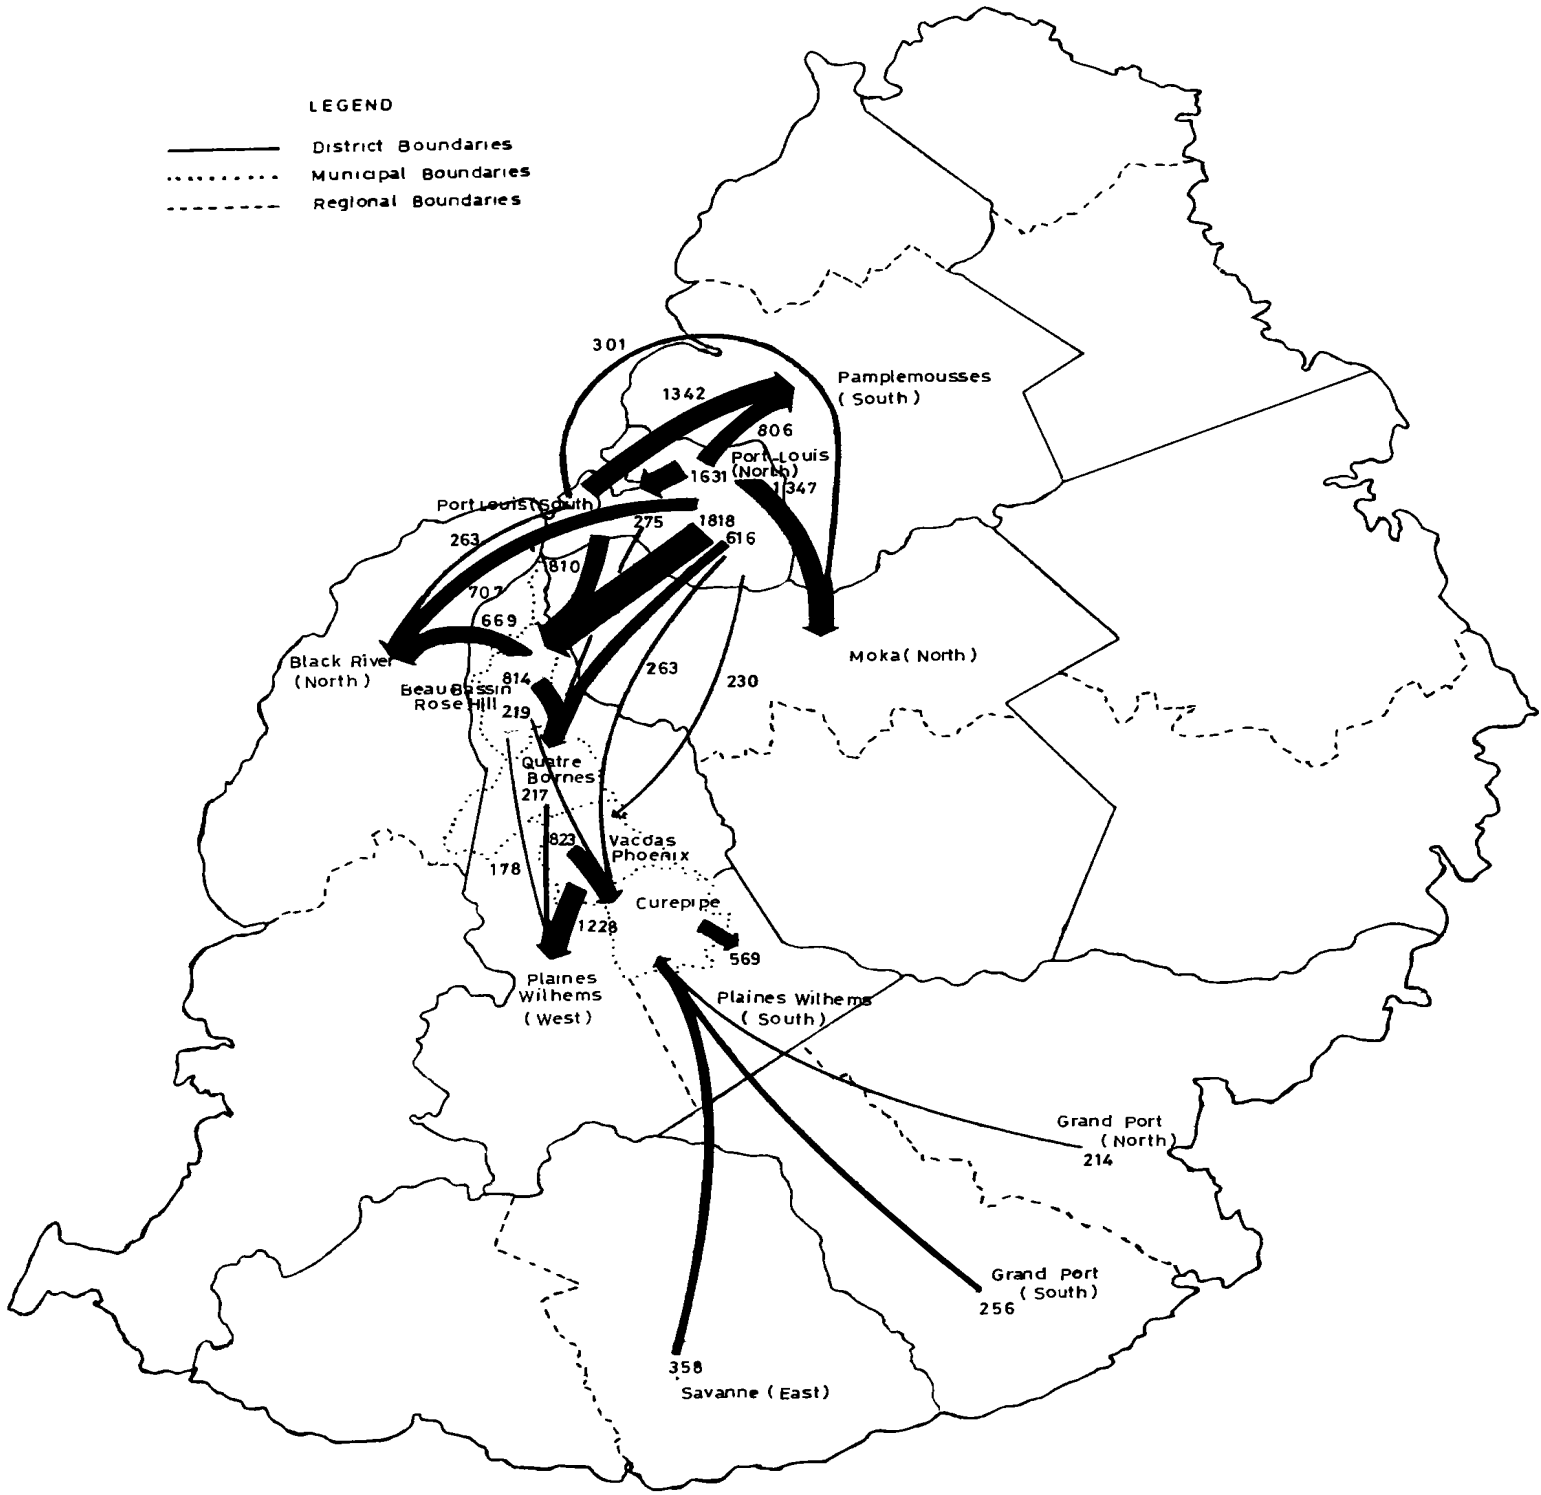 LEGEND
District Boundaries
Municipal Boundaries
Regional Boundaries
301
Pamplemousses
(South)
1342
806
Port-Louis
(North)
1631
1347
Port Louis (South)
275
1818
263
616
810
707
669
Black River
(North)
263
Moka (North)
814
230
Beau Bassin
Rose Hill
219
Quatre
Bornes
217
823
Vacoas
Phoenix
178
Curepipe
1228
569
Plaines
Wilhems
(West)
Plaines Wilhems
(South)
Grand Port
(North)
214
Grand Port
(South)
256
358
Savanne (East)